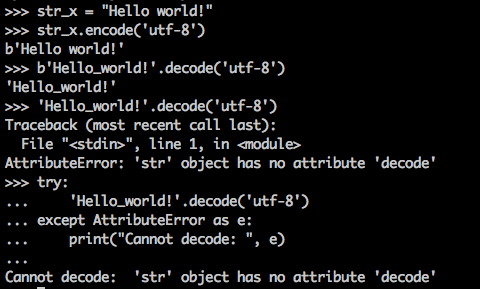 >>> str_x = "Hello world!"
>>> str_x.encode('utf-8')
b'Hello world!'
>>> b'Hello_world!'.decode('utf-8')
'Hello_world!'
>>> 'Hello_world!'.decode('utf-8')
Traceback (most recent call last):
  File "<stdin>", line 1, in <module>
AttributeError: 'str' object has no attribute 'decode'
>>> try:
...     'Hello_world!'.decode('utf-8')
... except AttributeError as e:
...     print("Cannot decode: ", e)
...
Cannot decode:  'str' object has no attribute 'decode'